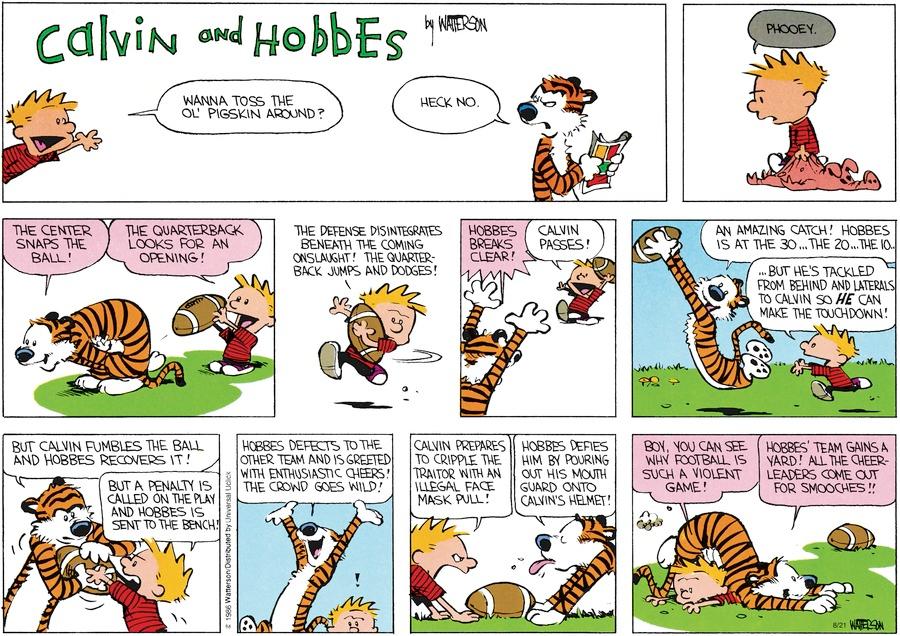 Calvin and Hobbes
by WATTERSON
WANNA TOSS THE
OL' PIGSKIN AROUND?
HECK NO.
PHOOEY.
THE CENTER
SNAPS THE
BALL!
THE QUARTERBACK
LOOKS FOR AN
OPENING!
THE DEFENSE DISINTEGRATES
BENEATH THE COMING
ONSLAUGHT! THE QUARTER-
BACK JUMPS AND DODGES!
HOBBES
BREAKS
CLEAR!
CALVIN
PASSES!
AN AMAZING CATCH! HOBBES
IS AT THE 30...THE 20...THE 10..
...BUT HE'S TACKLED
FROM BEHIND AND LATERALS
TO CALVIN SO HE CAN
MAKE THE TOUCHDOWN!
BUT CALVIN FUMBLES THE BALL
AND HOBBES RECOVERS IT!
BUT A PENALTY IS
CALLED ON THE PLAY
AND HOBBES IS
SENT TO THE BENCH!
© 1986 Watterson/Distributed by Universal Uclick
HOBBES DEFECTS TO THE
OTHER TEAM AND IS GREETED
WITH ENTHUSIASTIC CHEERS!
THE CROWD GOES WILD!
!
CALVIN PREPARES
TO CRIPPLE THE
TRAITOR WITH AN
ILLEGAL FACE
MASK PULL!
HOBBES DEFIES
HIM BY POURING
OUT HIS MOUTH
GUARD ONTO
CALVIN'S HELMET!
BOY, YOU CAN SEE
WHY FOOTBALL IS
SUCH A VIOLENT
GAME!
HOBBES' TEAM GAINS A
YARD! ALL THE CHEER-
LEADERS COME OUT
FOR SMOOCHES!!
8/21 WATTERSON